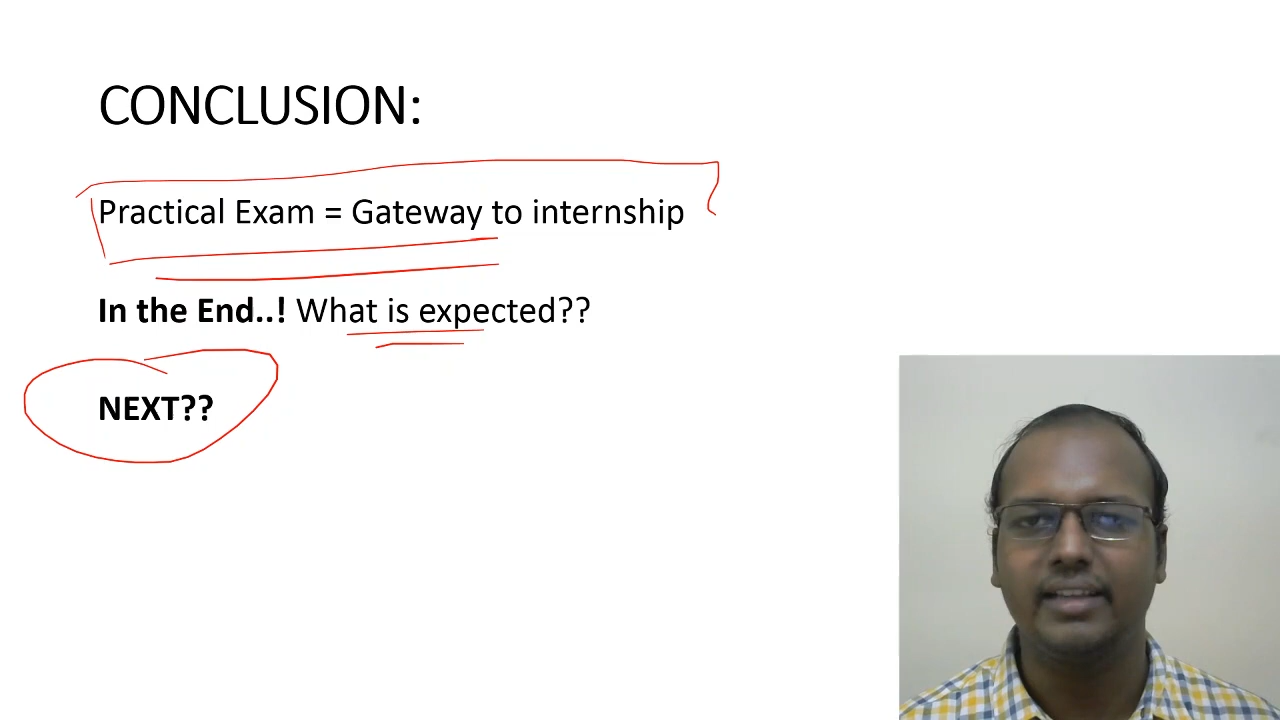 CONCLUSION:
Practical Exam = Gateway to internship
In the End..! What is expected??
NEXT??